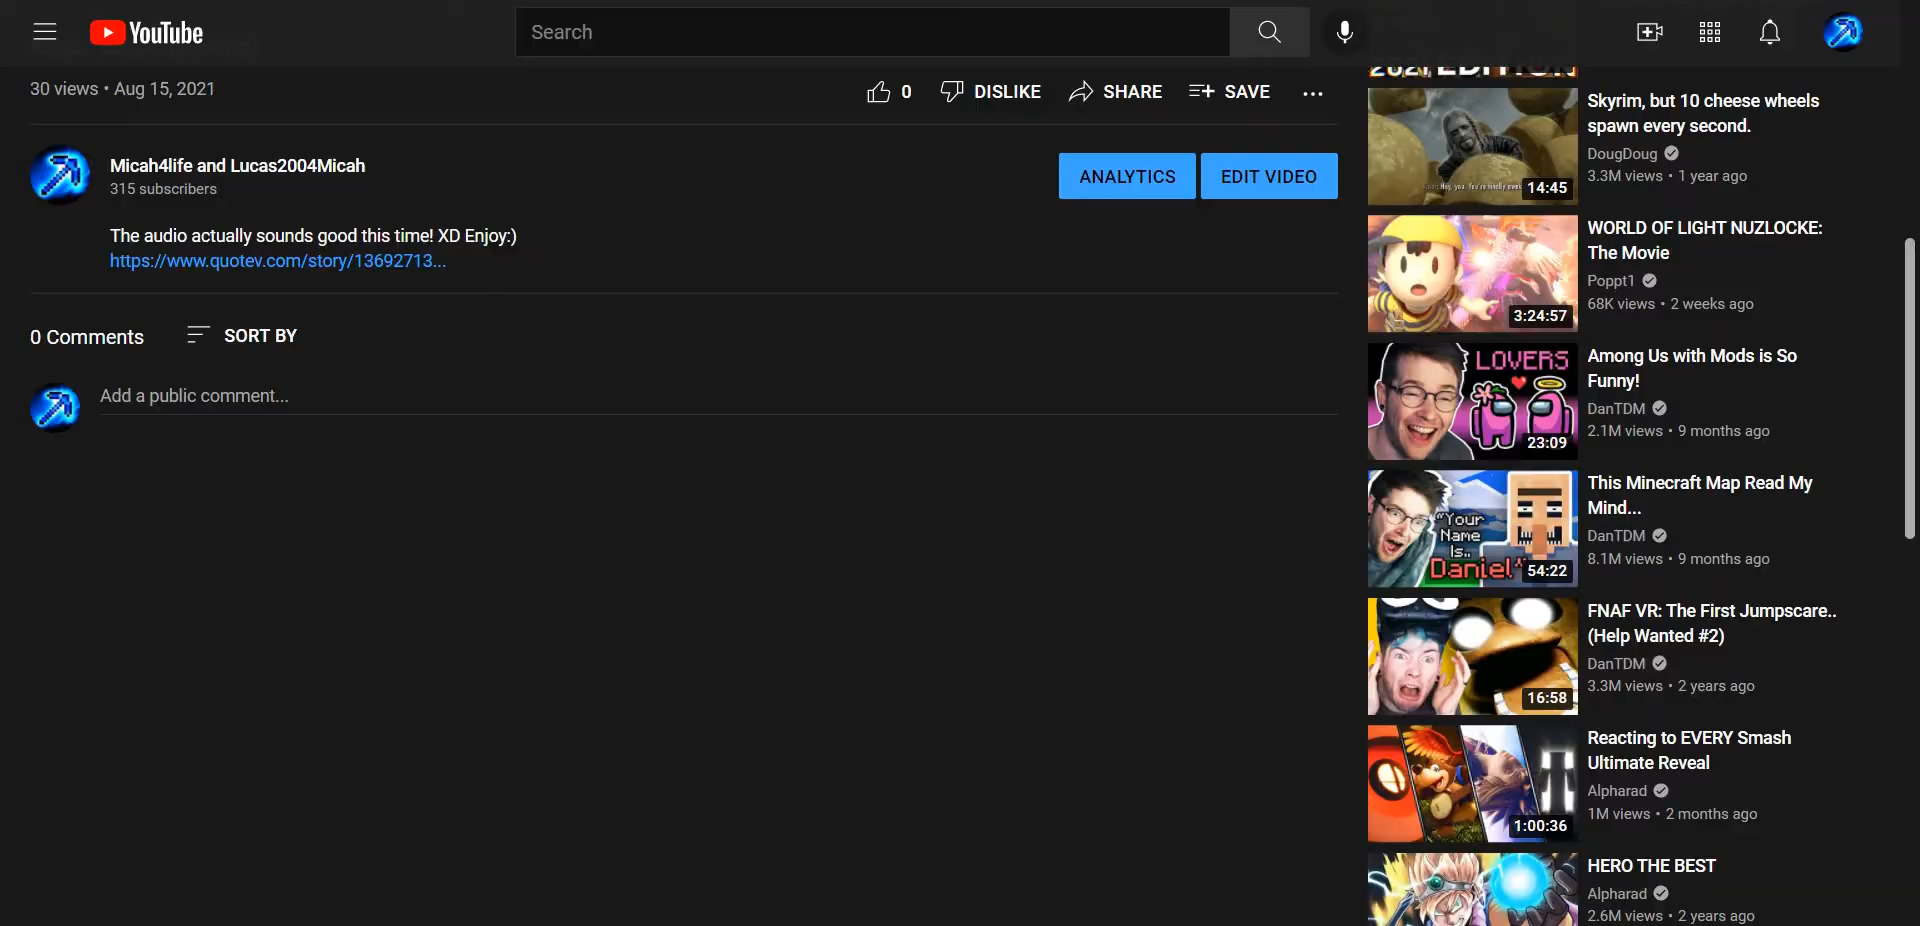 YouTube
Search
30 views • Aug 15, 2021
0
DISLIKE
SHARE
SAVE
Micah4life and Lucas2004Micah
315 subscribers
ANALYTICS
EDIT VIDEO
The audio actually sounds good this time! XD Enjoy:)
https://www.quotev.com/story/13692713...
0 Comments
SORT BY
Add a public comment...
2021 EDITION
14:45
Skyrim, but 10 cheese wheels
spawn every second.
DougDoug
3.3M views • 1 year ago
3:24:57
WORLD OF LIGHT NUZLOCKE:
The Movie
Poppt1
68K views • 2 weeks ago
LOVERS
23:09
Among Us with Mods is So
Funny!
DanTDM
2.1M views • 9 months ago
"Your
Name
Is..
Daniel"
54:22
This Minecraft Map Read My
Mind...
DanTDM
8.1M views • 9 months ago
16:58
FNAF VR: The First Jumpscare..
(Help Wanted #2)
DanTDM
3.3M views • 2 years ago
1:00:36
Reacting to EVERY Smash
Ultimate Reveal
Alpharad
1M views • 2 months ago
HERO THE BEST
Alpharad
2.6M views • 2 years ago